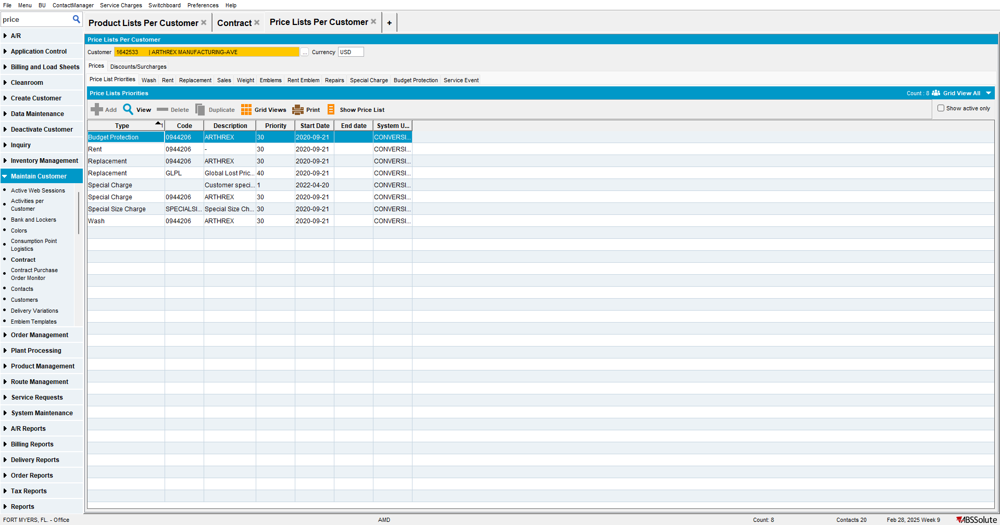 File Menu BU ContactManager Service Charges Switchboard Preferences Help
price
Product Lists Per Customer Contract Price Lists Per Customer +
Price Lists Per Customer
Customer 1642533 | ARTHREX MANUFACTURING-AVE ... Currency USD
Prices Discounts/Surcharges
Price List Priorities Wash Rent Replacement Sales Weight Emblems Rent Emblem Repairs Special Charge Budget Protection Service Event
Price Lists Priorities Count : 8 Grid View All
Add View Delete Duplicate Grid Views Print Show Price List Show active only
Type 1 Code Description Priority Start Date End date System U...
Budget Protection 0944206 ARTHREX 30 2020-09-21 CONVERSI...
Rent 0944206 - 30 2020-09-21 CONVERSI...
Replacement 0944206 ARTHREX 30 2020-09-21 CONVERSI...
Replacement GLPL Global Lost Pric... 40 2020-09-21 CONVERSI...
Special Charge Customer speci... 1 2022-04-20 CONVERSI...
Special Charge 0944206 ARTHREX 30 2020-09-21 CONVERSI...
Special Size Charge SPECIALSI... Special Size Ch... 30 2020-09-21 CONVERSI...
Wash 0944206 ARTHREX 30 2020-09-21 CONVERSI...
A/R
Application Control
Billing and Load Sheets
Cleanroom
Create Customer
Data Maintenance
Deactivate Customer
Inquiry
Inventory Management
Maintain Customer
Active Web Sessions
Activities per
Customer
Bank and Lockers
Colors
Consumption Point
Logistics
Contract
Contract Purchase
Order Monitor
Contacts
Customers
Delivery Variations
Emblem Templates
Order Management
Plant Processing
Product Management
Route Management
Service Requests
System Maintenance
A/R Reports
Billing Reports
Delivery Reports
Order Reports
Tax Reports
Reports
FORT MYERS, FL. - Office AMD Count: 8 Contacts 20 Feb 28, 2025 Week 9 ABSSolute